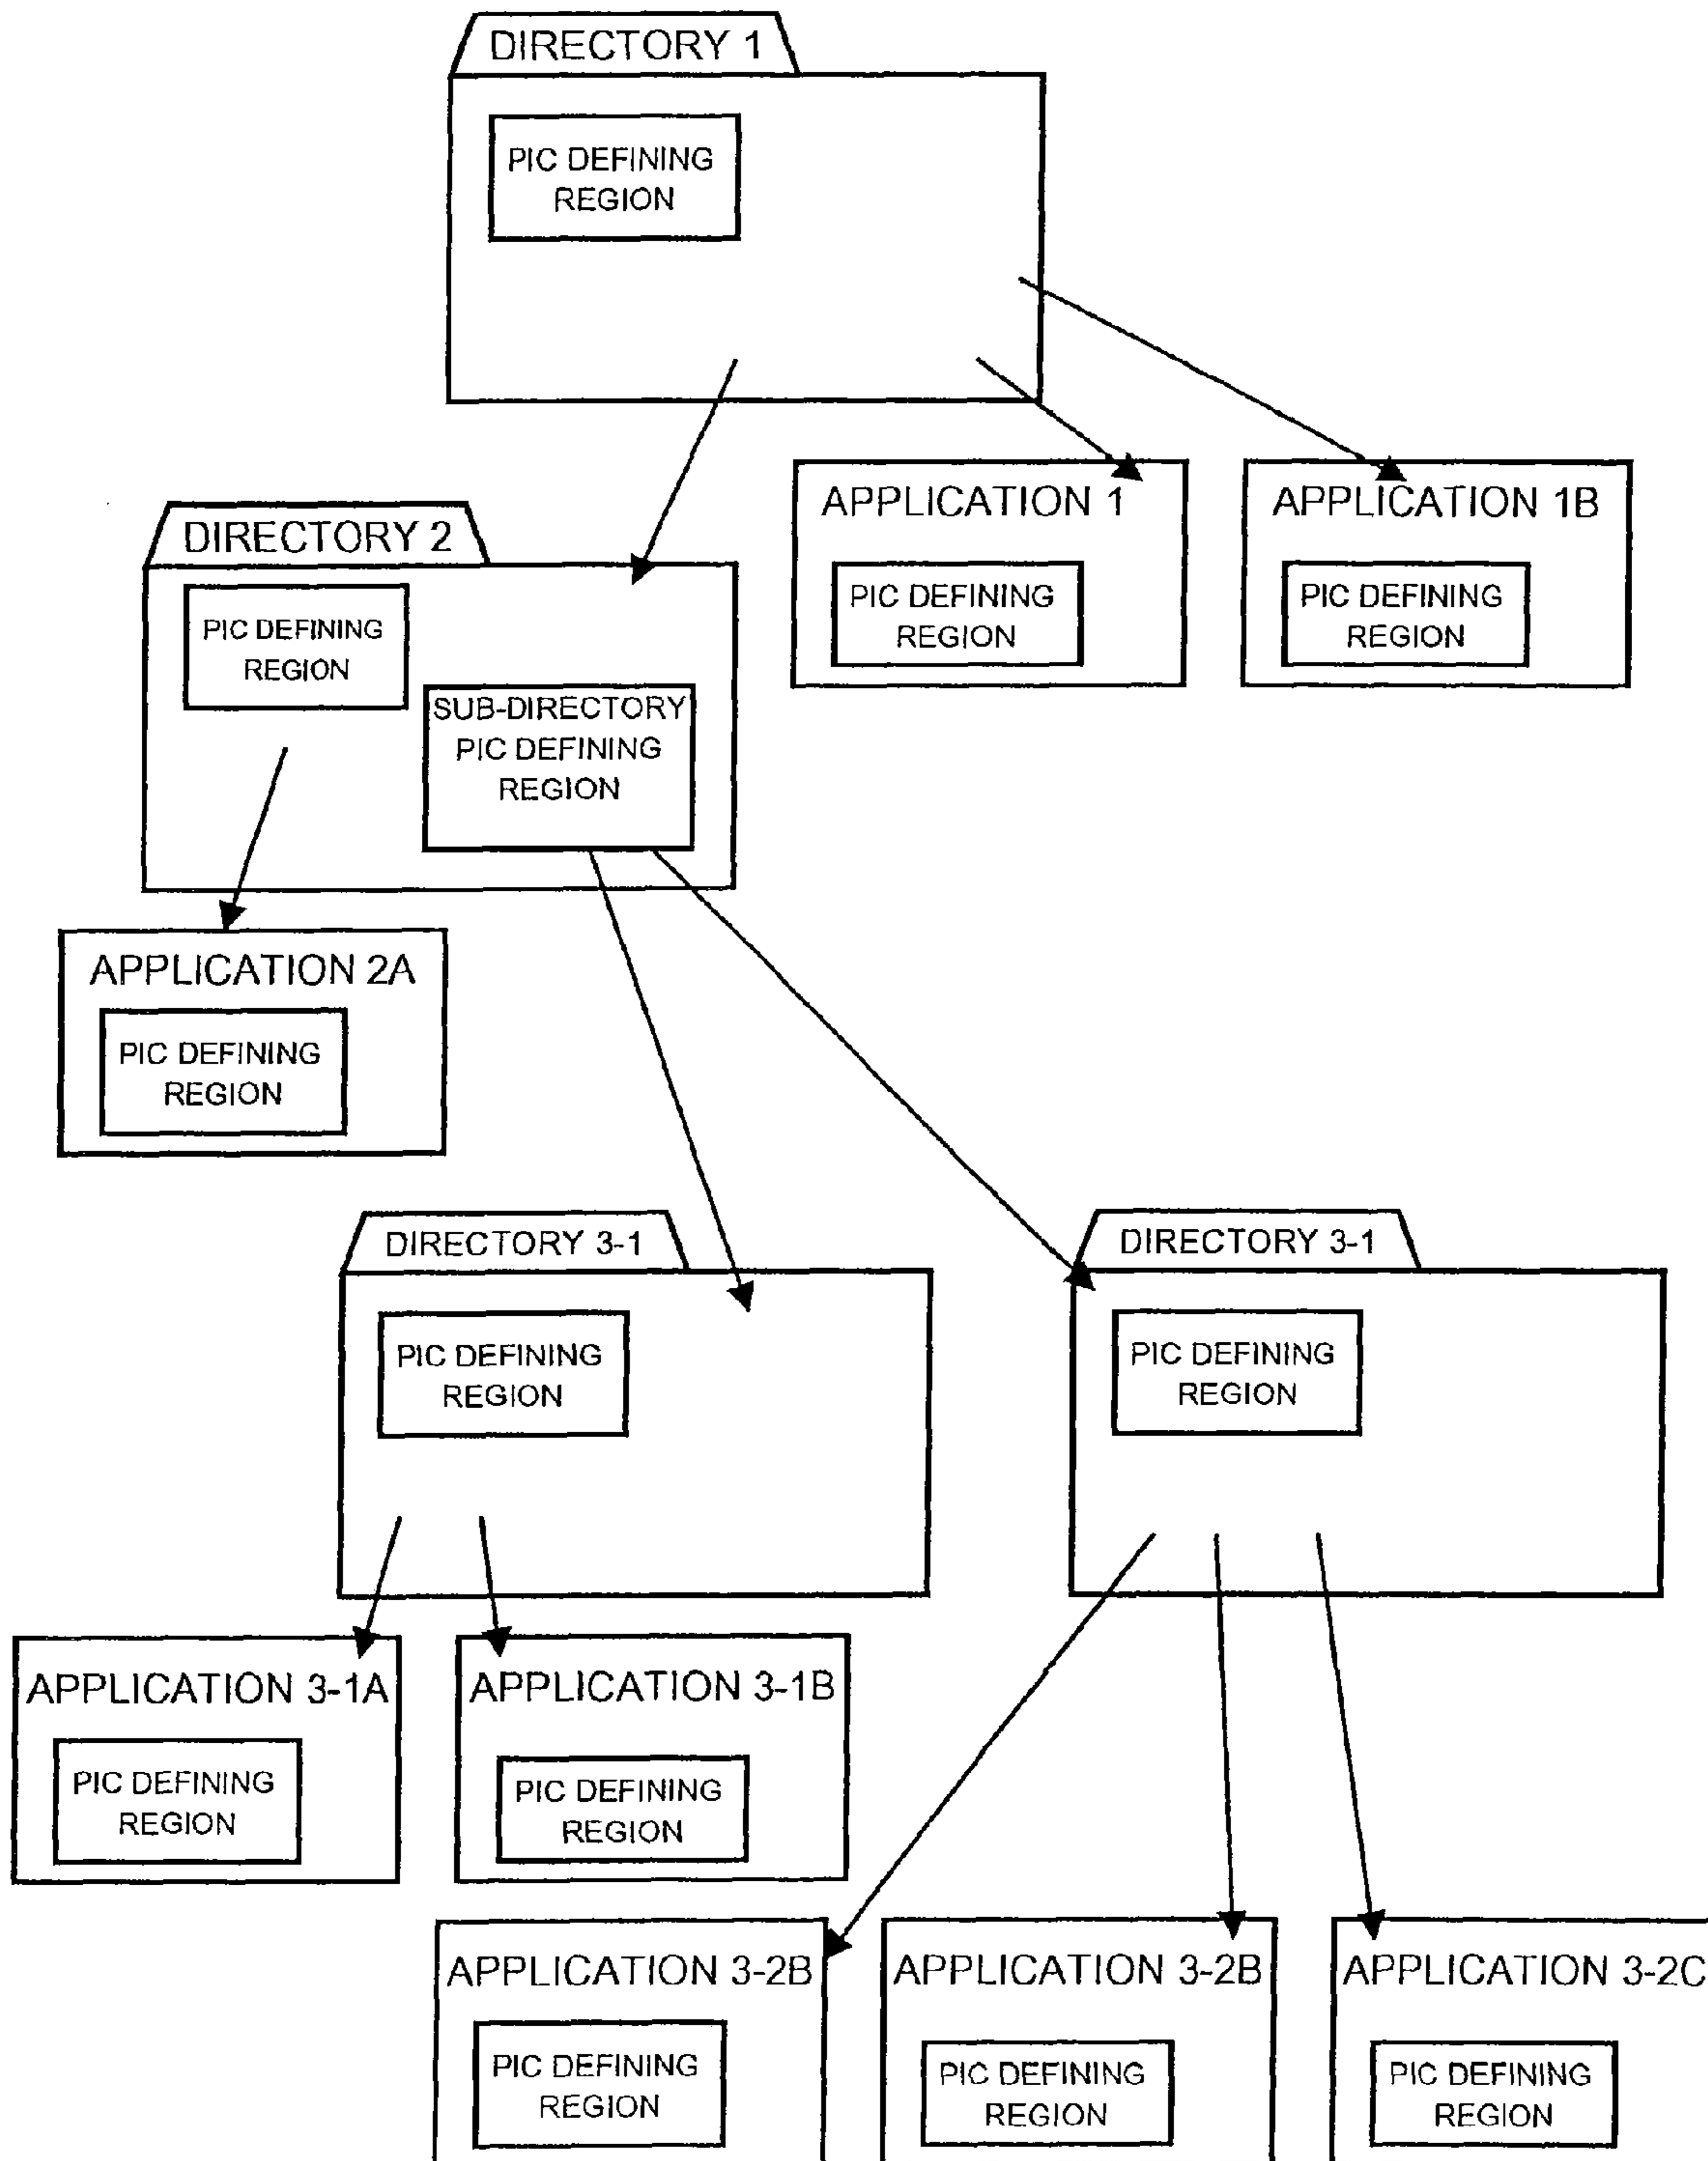 DIRECTORY 1
PIC DEFINING
REGION
APPLICATION 1
PIC DEFINING
REGION
APPLICATION 1B
PIC DEFINING
REGION
DIRECTORY 2
PIC DEFINING
REGION
SUB-DIRECTORY
PIC DEFINING
REGION
APPLICATION 2A
PIC DEFINING
REGION
DIRECTORY 3-1
PIC DEFINING
REGION
DIRECTORY 3-1
PIC DEFINING
REGION
APPLICATION 3-1A
PIC DEFINING
REGION
APPLICATION 3-1B
PIC DEFINING
REGION
APPLICATION 3-2B
PIC DEFINING
REGION
APPLICATION 3-2B
PIC DEFINING
REGION
APPLICATION 3-2C
PIC DEFINING
REGION